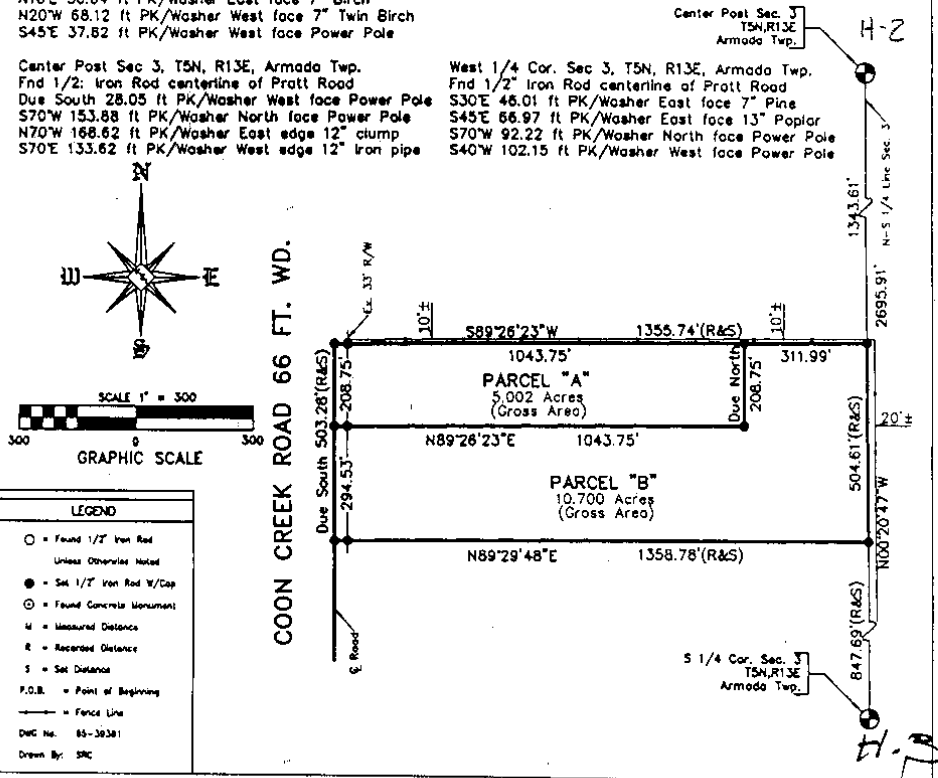 N20°W 68.12 ft PK/Washer West face 7" Twin Birch
S45°E 37.82 ft PK/Washer West face Power Pole
Center Post Sec 3, T5N, R13E, Armada Twp.
Fnd 1/2: Iron Rod centerline of Pratt Road
Due South 28.05 ft PK/Washer West face Power Pole
S70°W 153.88 ft PK/Washer North face Power Pole
N70°W 168.62 ft PK/Washer East edge 12" clump
S70°E 133.62 ft PK/Washer West edge 12" Iron pipe
West 1/4 Cor. Sec 3, T5N, R13E, Armada Twp.
Fnd 1/2" Iron Rod centerline of Pratt Road
S30°E 46.01 ft PK/Washer East face 7" Pine
S45°E 66.97 ft PK/Washer East face 13" Poplar
S70°W 92.22 ft PK/Washer North face Power Pole
S40°W 102.15 ft PK/Washer West face Power Pole
Center Post Sec. 3
T5N,R13E
Armada Twp.
H-2
N
W
E
S
SCALE 1" = 300
300
0
300
GRAPHIC SCALE
COON CREEK ROAD 66 FT. WD.
Ex. 33' R/W
10'±
10'±
1343.61'
N-S 1/4 Line Sec. 3
2695.91'
S89°26'23"W
1355.74'(R&S)
1043.75'
311.99'
Due South 503.28'(R&S)
208.75'
PARCEL "A"
5.002 Acres
(Gross Area)
Due North
208.75'
N89°26'23"E
1043.75'
20'±
504.61'(R&S)
N00°20'47"W
294.53'
PARCEL "B"
10.700 Acres
(Gross Area)
N89°29'48"E
1358.78'(R&S)
℄ Road
847.69'(R&S)
S 1/4 Cor. Sec. 3
T5N,R13E
Armada Twp.
LEGEND
= Found 1/2" Iron Rod
Unless Otherwise Noted
= Set 1/2" Iron Rod W/Cap
= Found Concrete Monument
M = Measured Distance
R = Recorded Distance
S = Set Distance
P.O.B. = Point of Beginning
= Fence Line
DWG No. 85-39381
Drawn By: SRC